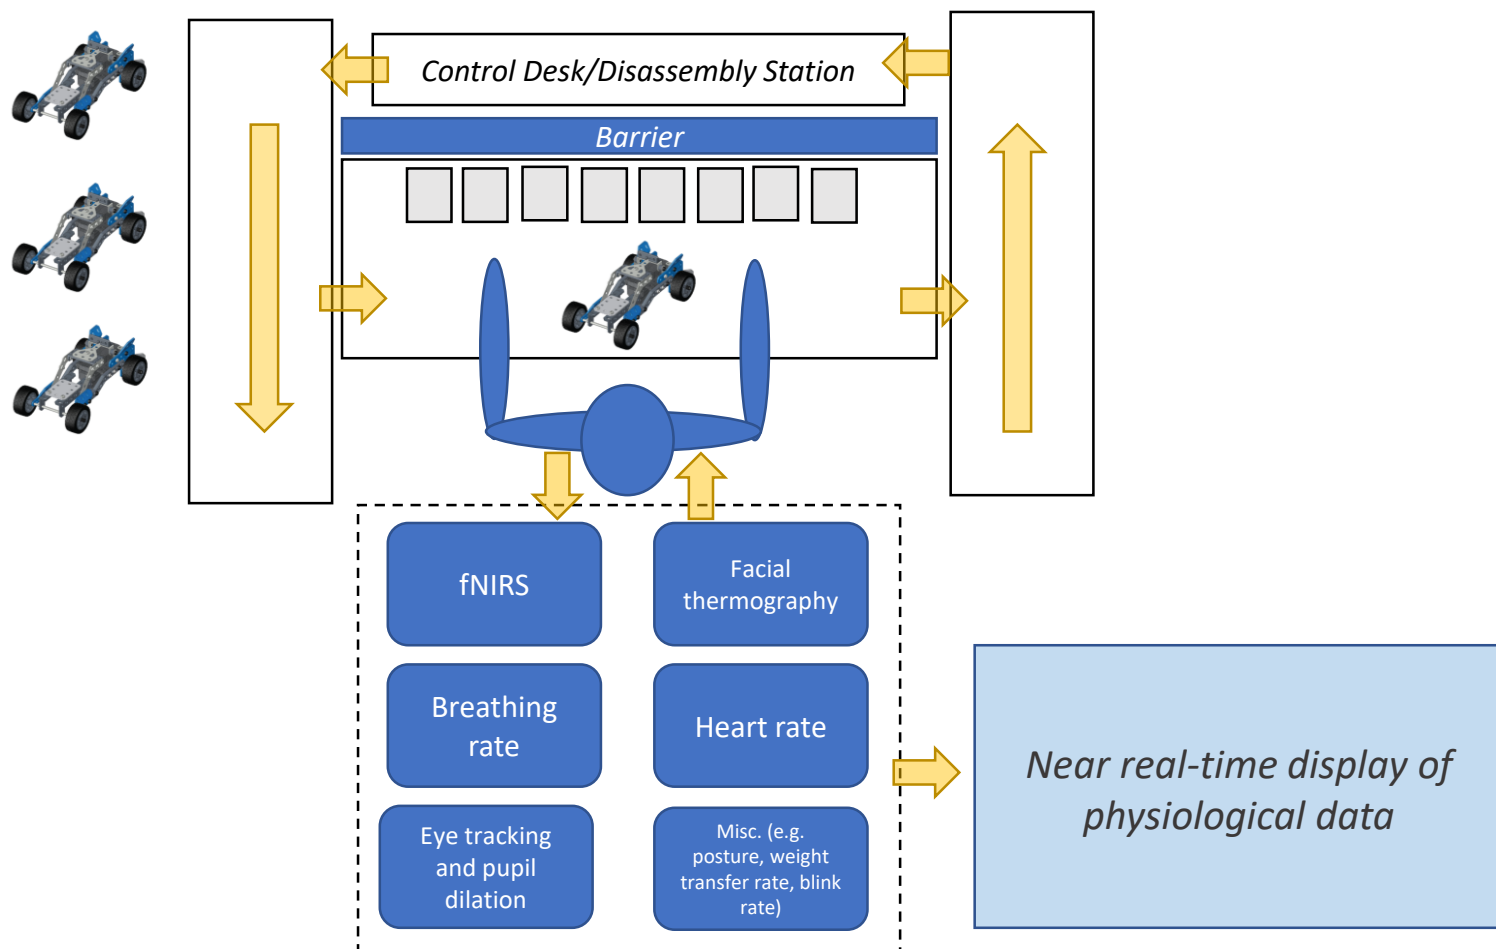 Control Desk/Disassembly Station
Barrier
fNIRS
Facial
thermography
Breathing
rate
Heart rate
Eye tracking
and pupil
dilation
Misc. (e.g.
posture, weight
transfer rate, blink
rate)
Near real-time display of
physiological data